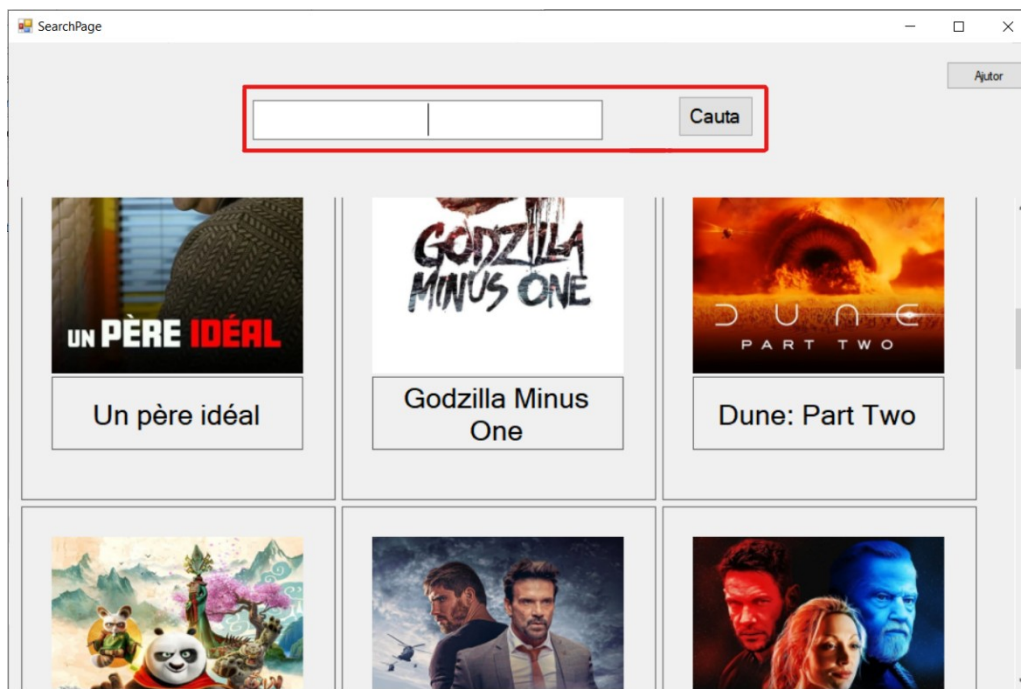 SearchPage
Ajutor
Cauta
UN PÈRE IDÉAL
GODZILLA
MINUS ONE
DUNE
PART TWO
Un père idéal
Godzilla Minus
One
Dune: Part Two